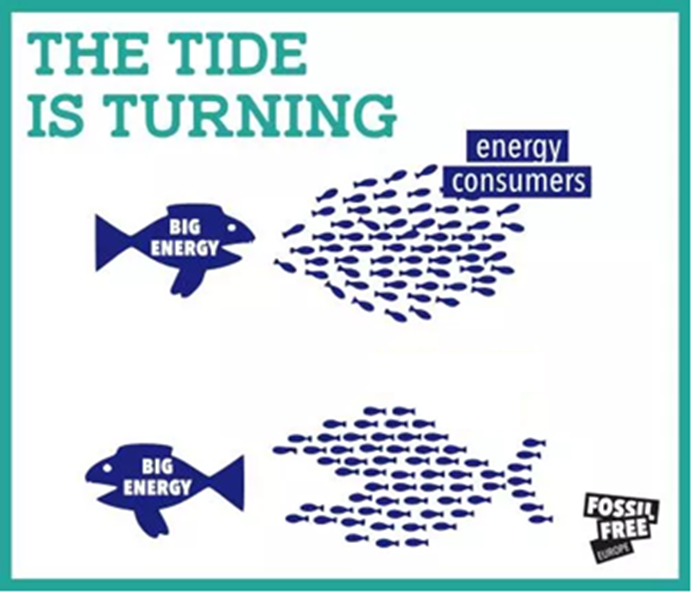 THE TIDE
IS TURNING
energy
consumers
BIG
ENERGY
BIG
ENERGY
FOSSIL
FREE
EUROPE